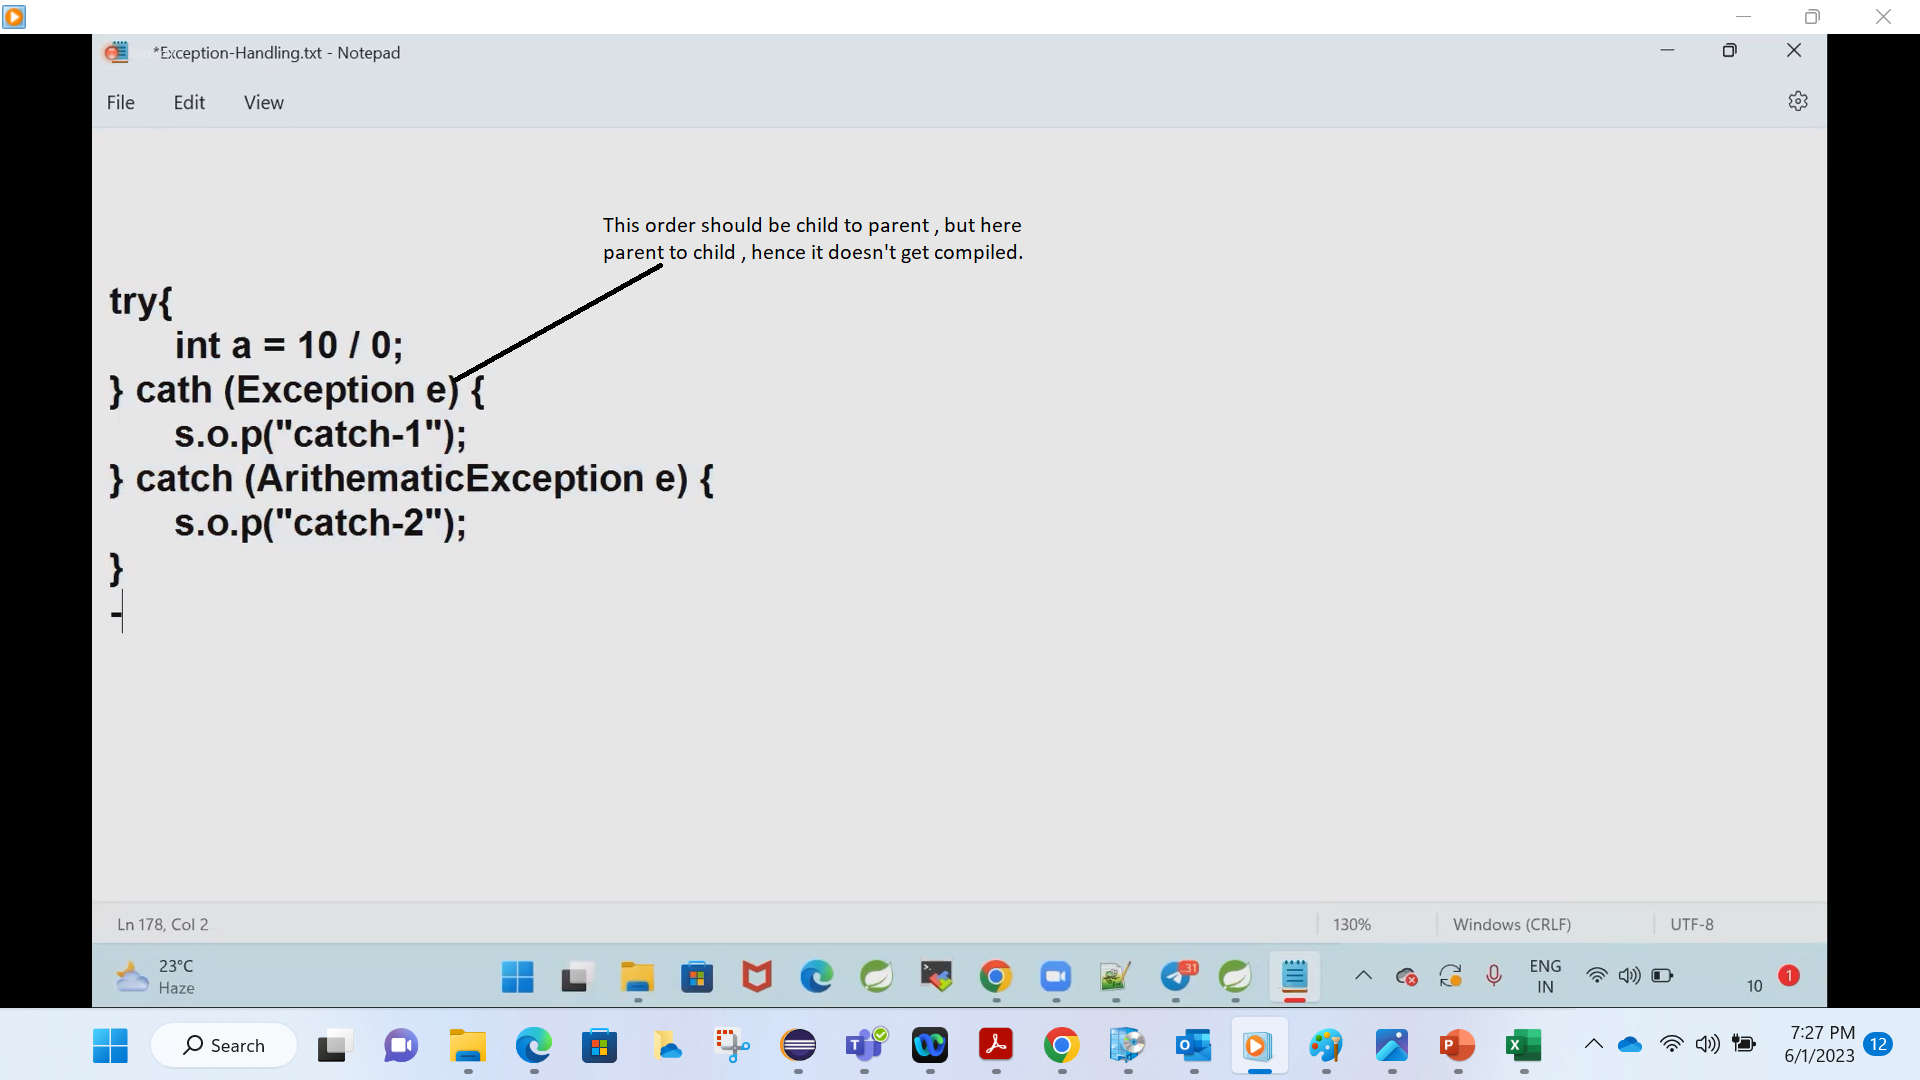 *Exception-Handling.txt - Notepad
File Edit View
This order should be child to parent , but here
parent to child , hence it doesn't get compiled.
try{
int a = 10 / 0;
} cath (Exception e) {
s.o.p("catch-1");
} catch (ArithematicException e) {
s.o.p("catch-2");
}
-
Ln 178, Col 2 130% Windows (CRLF) UTF-8
23°C
Haze
31
ENG
IN
10 1
Search
7:27 PM
6/1/2023
12